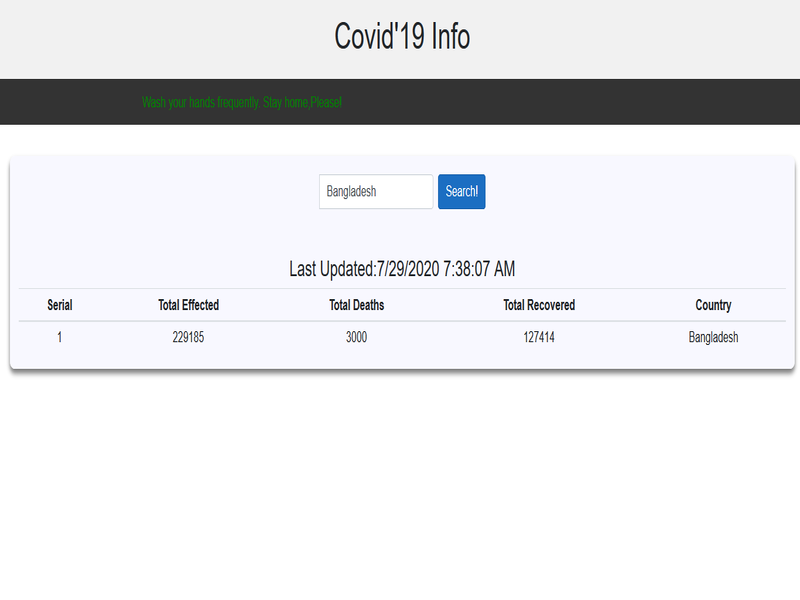 Covid'19 Info
Wash your hands frequently. Stay home,Please!
Bangladesh Search!
Last Updated:7/29/2020 7:38:07 AM
Serial Total Effected Total Deaths Total Recovered Country
1 229185 3000 127414 Bangladesh